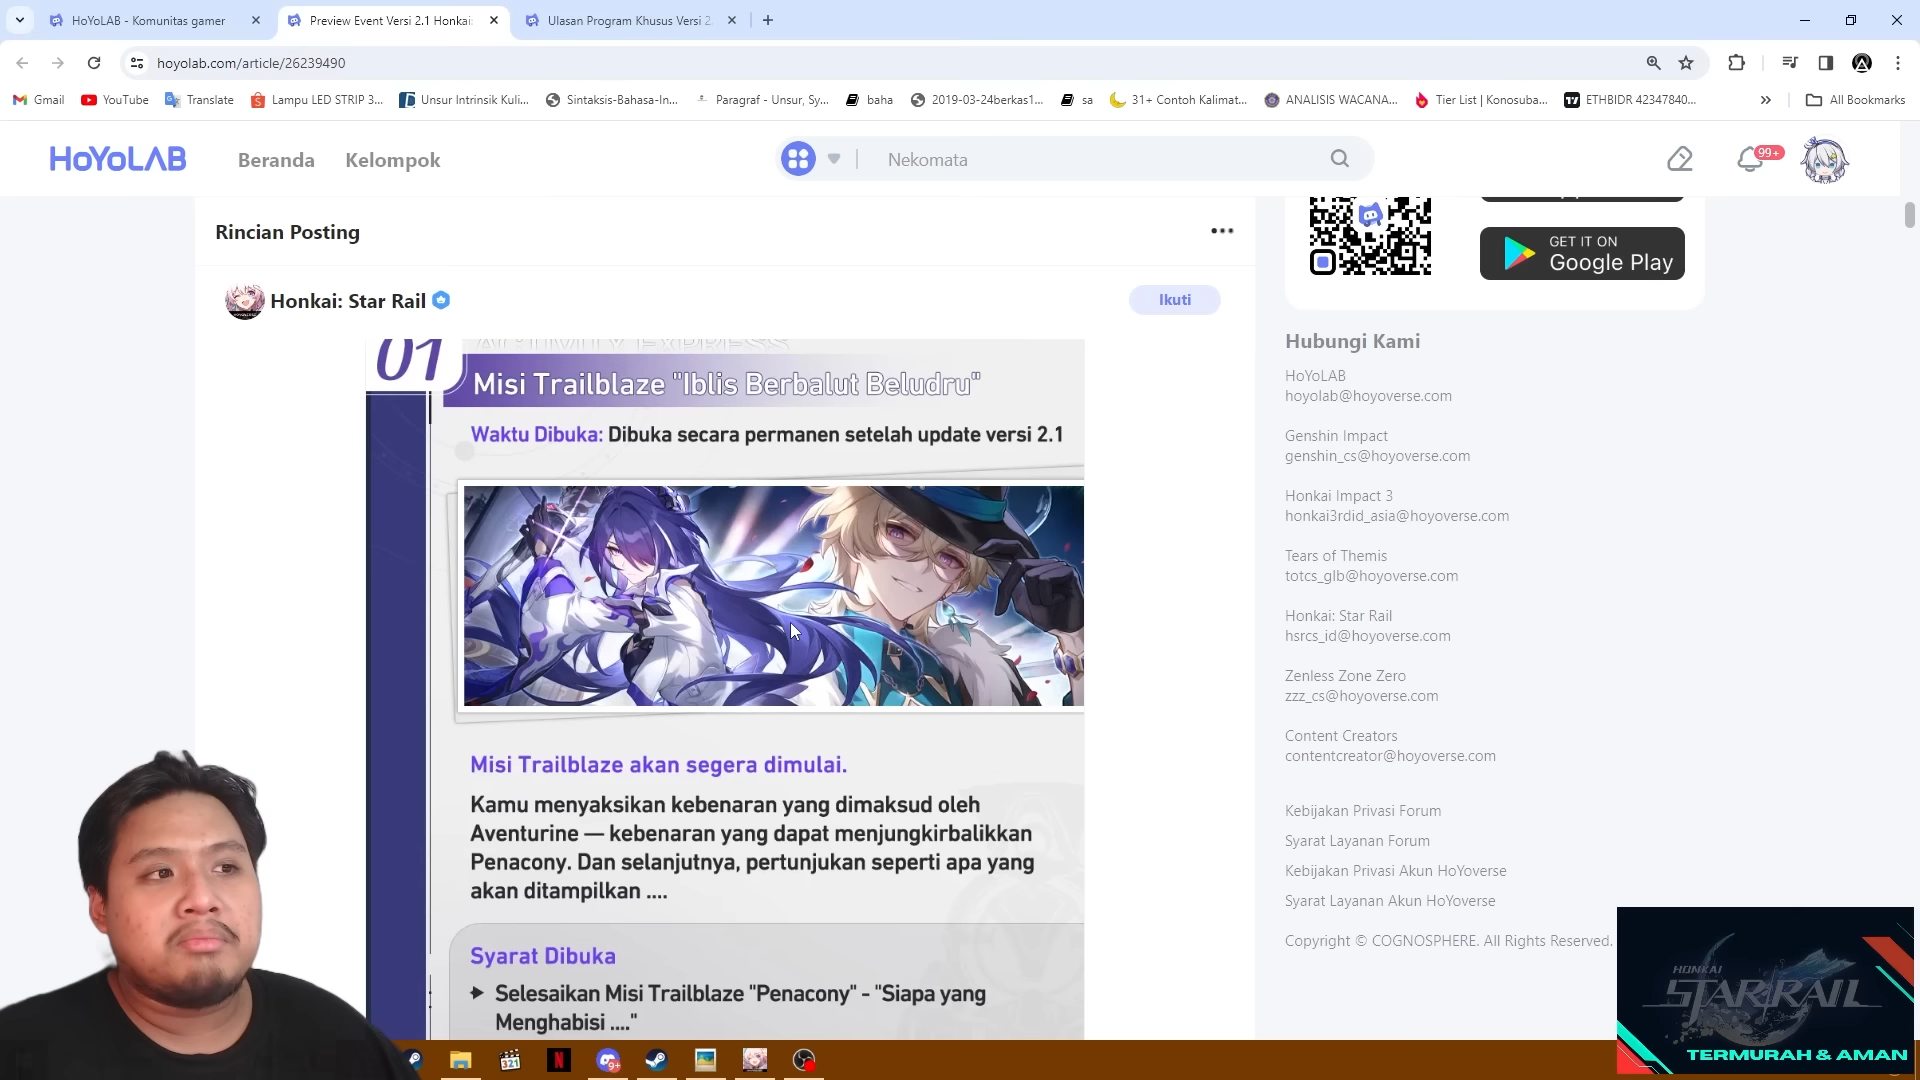 HoYoLAB - Komunitas gamer
Preview Event Versi 2.1 Honkai
Ulasan Program Khusus Versi 2
hoyolab.com/article/26239490
Gmail
YouTube
Translate
Lampu LED STRIP 3...
Unsur Intrinsik Kuli...
Sintaksis-Bahasa-In...
Paragraf - Unsur, Sy...
baha
2019-03-24berkas1...
sa
31+ Contoh Kalimat...
ANALISIS WACANA...
Tier List | Konosuba...
ETHBIDR 42347840...
All Bookmarks
HoYoLAB
Beranda
Kelompok
Nekomata
99+
Rincian Posting
Honkai: Star Rail
Ikuti
01
ACTIVITY EXPRESS
Misi Trailblaze "Iblis Berbalut Beludru"
Waktu Dibuka: Dibuka secara permanen setelah update versi 2.1
Misi Trailblaze akan segera dimulai.
Kamu menyaksikan kebenaran yang dimaksud oleh
Aventurine — kebenaran yang dapat menjungkirbalikkan
Penacony. Dan selanjutnya, pertunjukan seperti apa yang
akan ditampilkan ....
Syarat Dibuka
Selesaikan Misi Trailblaze "Penacony" - "Siapa yang
Menghabisi ...."
GET IT ON
Google Play
Hubungi Kami
HoYoLAB
hoyolab@hoyoverse.com
Genshin Impact
genshin_cs@hoyoverse.com
Honkai Impact 3
honkai3rdid_asia@hoyoverse.com
Tears of Themis
totcs_glb@hoyoverse.com
Honkai: Star Rail
hsrcs_id@hoyoverse.com
Zenless Zone Zero
zzz_cs@hoyoverse.com
Content Creators
contentcreator@hoyoverse.com
Kebijakan Privasi Forum
Syarat Layanan Forum
Kebijakan Privasi Akun HoYoverse
Syarat Layanan Akun HoYoverse
Copyright © COGNOSPHERE. All Rights Reserved.
HONKAI
STAR RAIL
TERMURAH & AMAN
321
N
9+